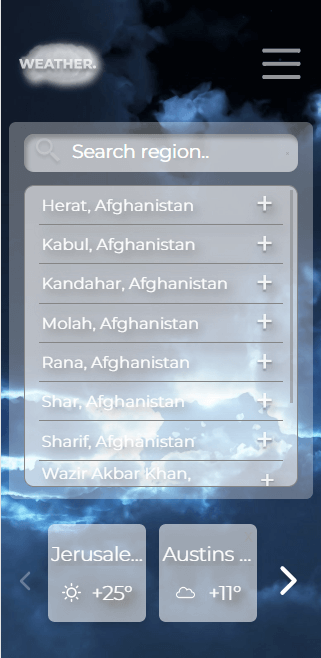 WEATHER.
Search region..
Herat, Afghanistan +
Kabul, Afghanistan +
Kandahar, Afghanistan +
Molah, Afghanistan +
Rana, Afghanistan +
Shar, Afghanistan +
Sharif, Afghanistan +
Wazir Akbar Khan, +
Jerusale... Austins ...
+25° +11°